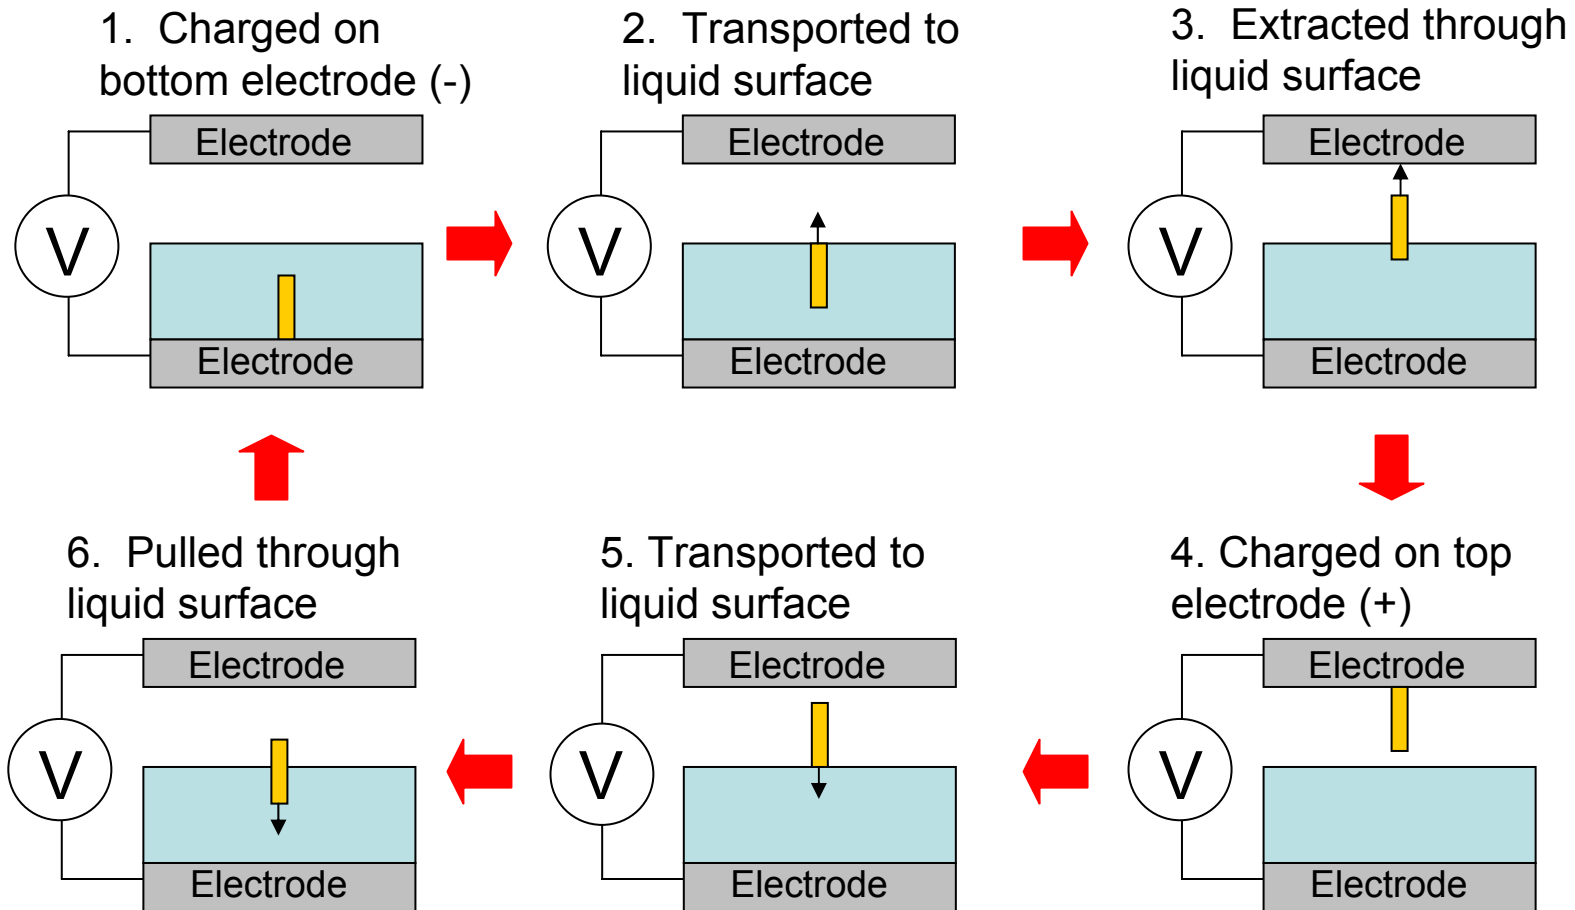 1. Charged on
bottom electrode (-)
Electrode
V
Electrode
2. Transported to
liquid surface
Electrode
V
Electrode
3. Extracted through
liquid surface
Electrode
V
Electrode
4. Charged on top
electrode (+)
Electrode
V
Electrode
5. Transported to
liquid surface
Electrode
V
Electrode
6. Pulled through
liquid surface
Electrode
V
Electrode